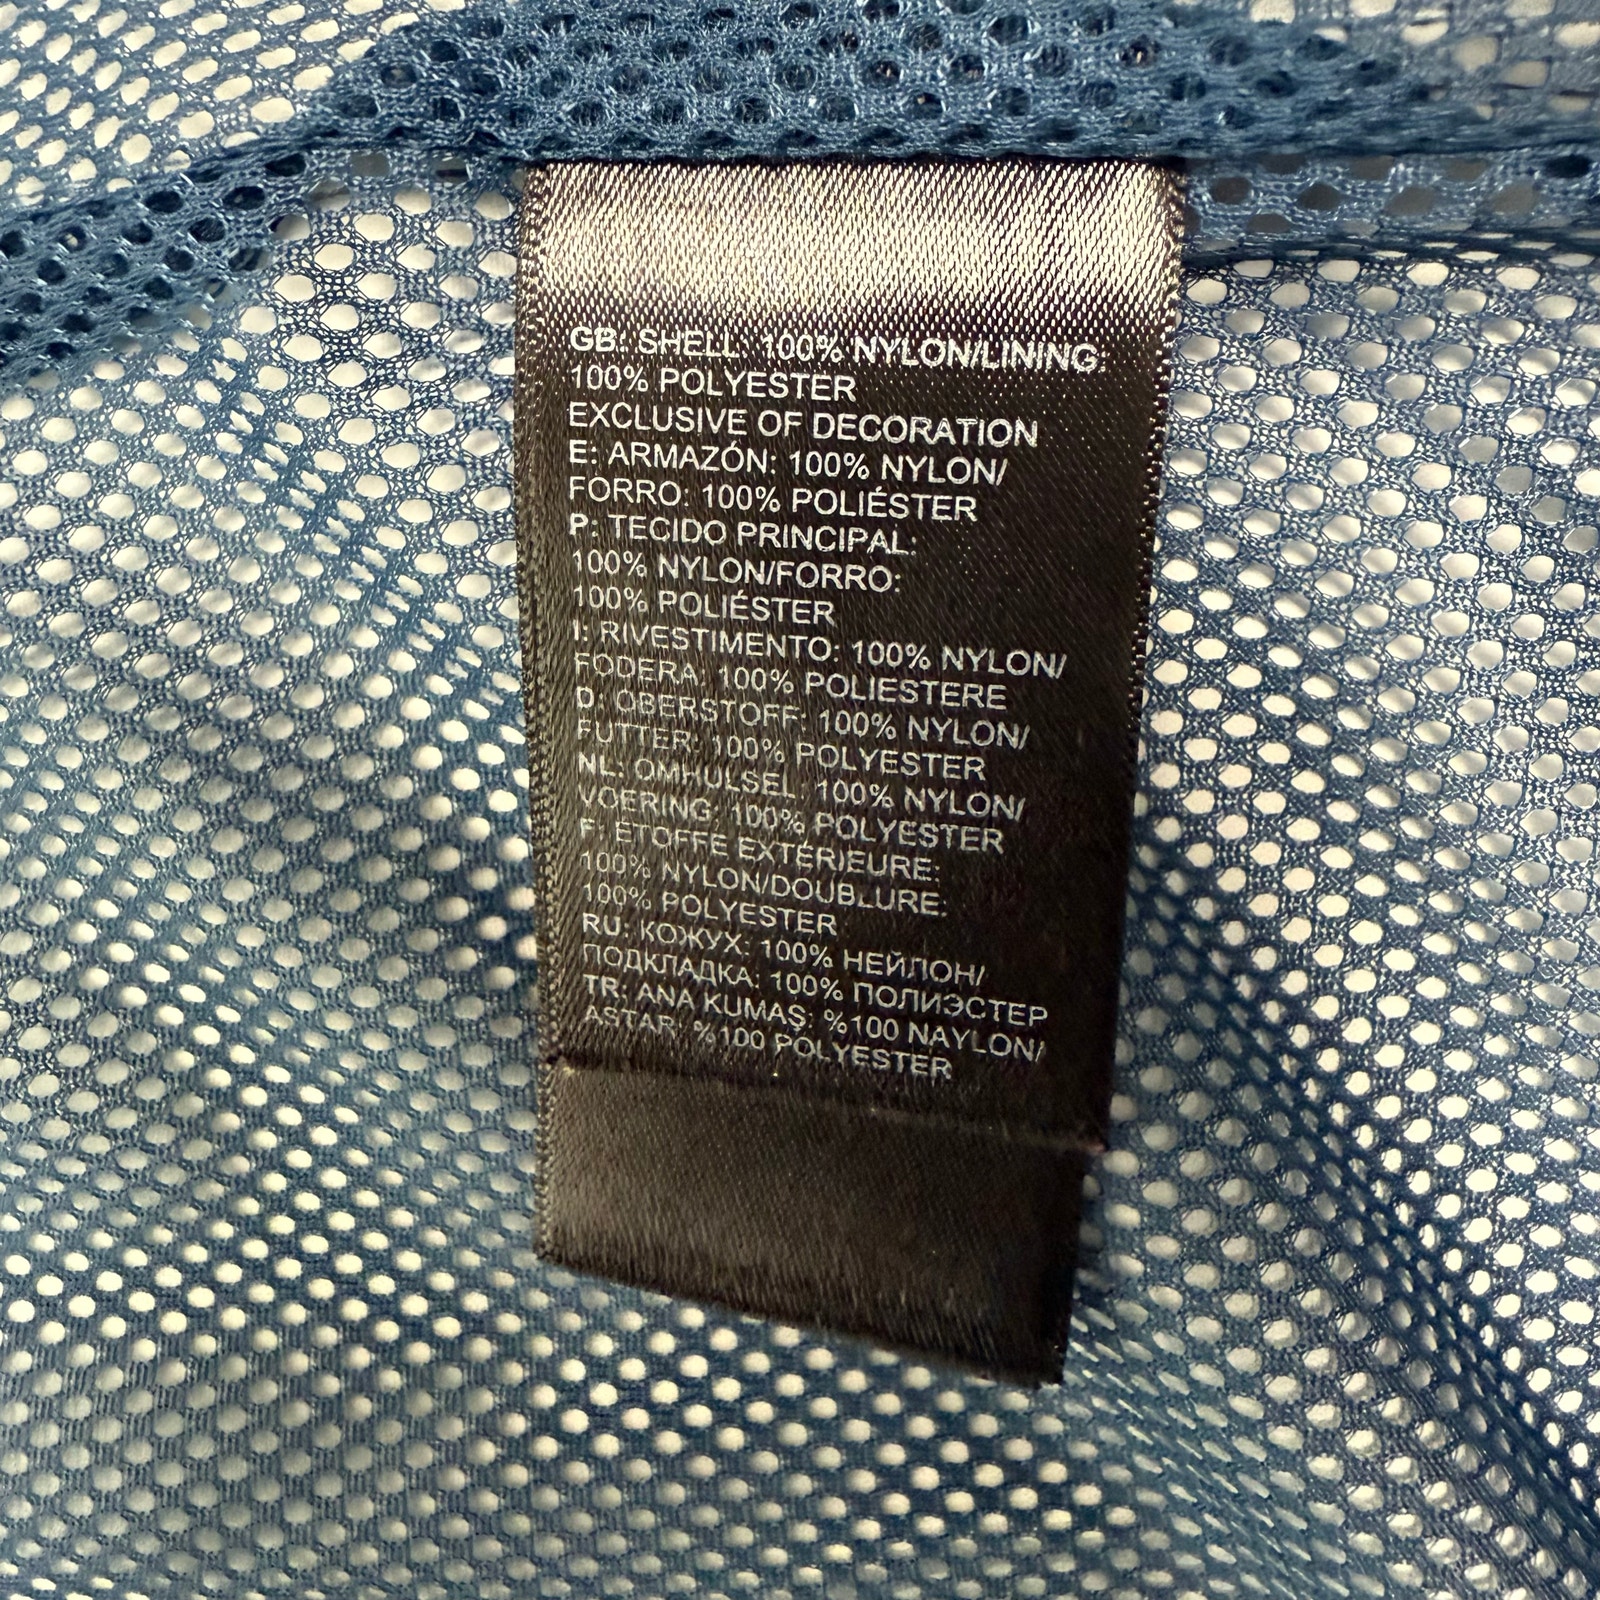 GB: SHELL: 100% NYLON/LINING:
100% POLYESTER
EXCLUSIVE OF DECORATION
E: ARMAZÓN: 100% NYLON/
FORRO: 100% POLIÉSTER
P: TECIDO PRINCIPAL:
100% NYLON/FORRO:
100% POLIÉSTER
I: RIVESTIMENTO: 100% NYLON/
FODERA: 100% POLIESTERE
D: OBERSTOFF: 100% NYLON/
FUTTER: 100% POLYESTER
NL: OMHULSEL: 100% NYLON/
VOERING: 100% POLYESTER
F: ÉTOFFE EXTÉRIEURE:
100% NYLON/DOUBLURE:
100% POLYESTER
RU: КОЖУХ: 100% НЕЙЛОН/
ПОДКЛАДКА: 100% ПОЛИЭСТЕР
TR: ANA KUMAŞ: %100 NAYLON/
ASTAR: %100 POLYESTER